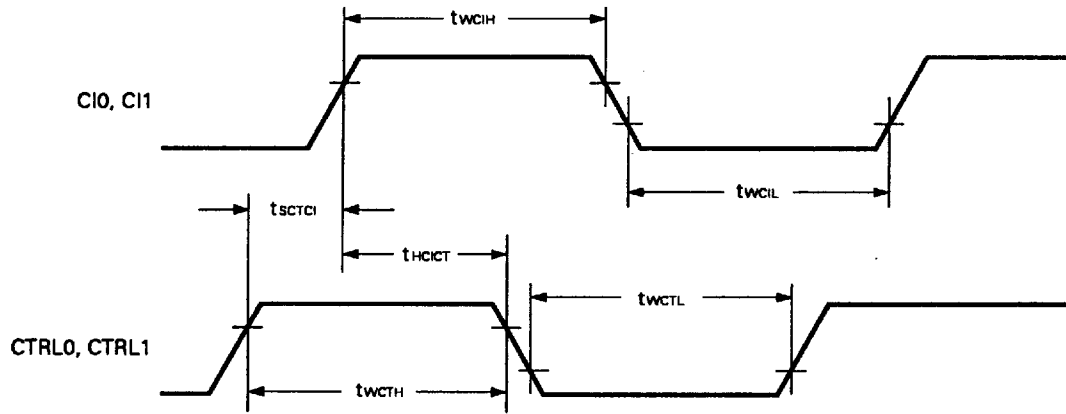 tWCIH
CI0, CI1
tWCIL
tSCTCI
tHCICT
tWCTL
CTRL0, CTRL1
tWCTH